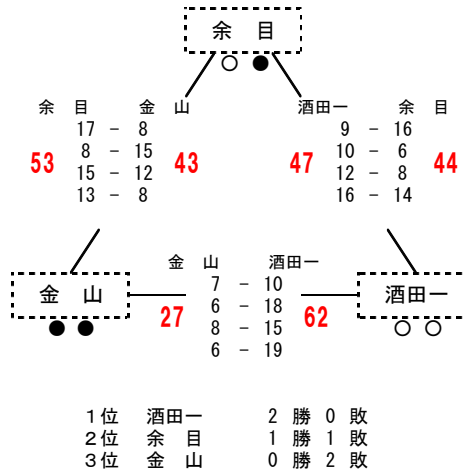 余 目
○ ●
余 目 金 山
17 - 8
8 - 15
15 - 12
13 - 8
53 43
酒田一 余 目
9 - 16
10 - 6
12 - 8
16 - 14
47 44
金 山
● ●
金 山 酒田一
7 - 10
6 - 18
8 - 15
6 - 19
27 62
酒田一
○ ○
1位 酒田一 2 勝 0 敗
2位 余 目 1 勝 1 敗
3位 金 山 0 勝 2 敗